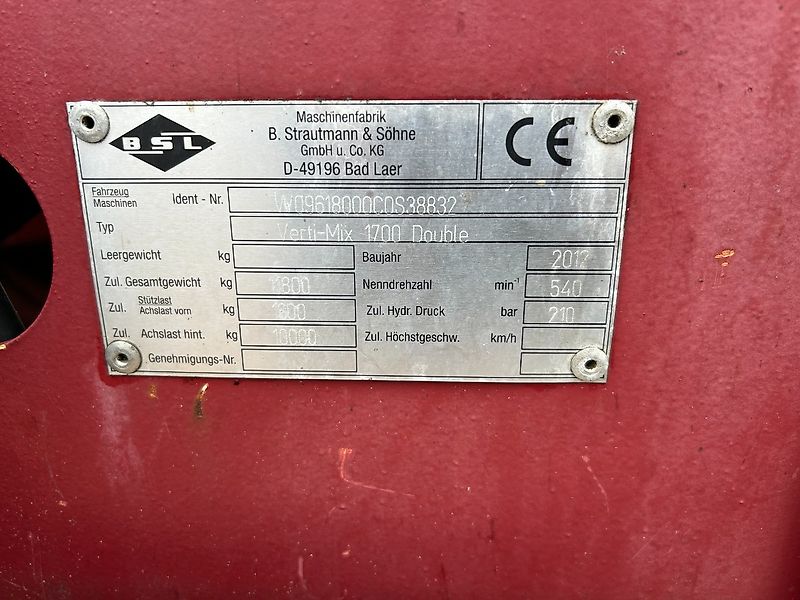 BSL
Maschinenfabrik
B. Strautmann & Söhne
GmbH u. Co. KG
D-49196 Bad Laer
CE
Fahrzeug
Maschinen
Ident - Nr. W09618000C0S38832
Typ Verti-Mix 1700 Double
Leergewicht kg
Baujahr 2012
Zul. Gesamtgewicht kg 11800
Nenndrehzahl min⁻¹ 540
Zul. Stützlast
Achslast vorn kg 1800
Zul. Hydr. Druck bar 210
Zul. Achslast hint. kg 10000
Zul. Höchstgeschw. km/h
Genehmigungs-Nr.